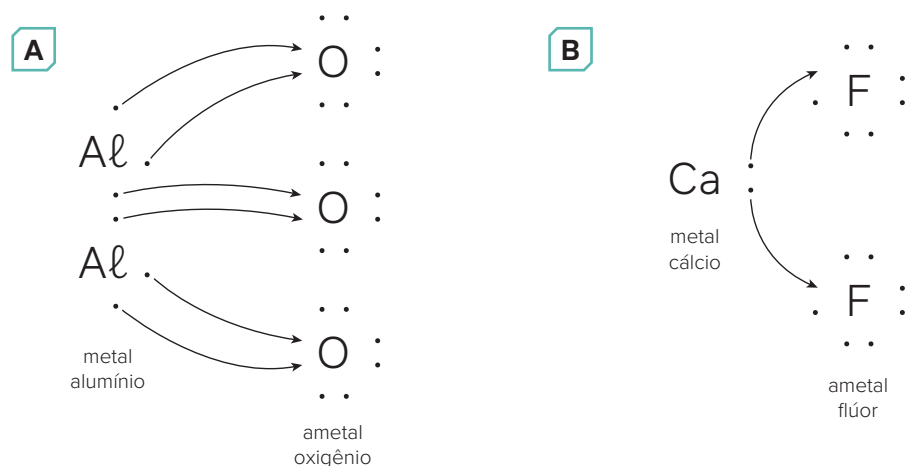 A
Aℓ
Aℓ
metal
alumínio
O
O
O
ametal
oxigênio
B
Ca
metal
cálcio
F
F
ametal
flúor